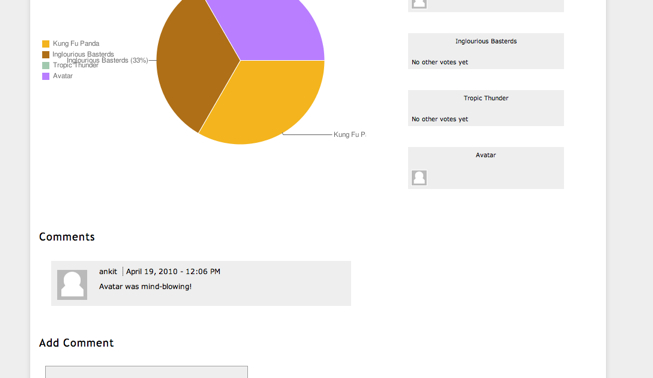 Kung Fu Panda
Inglourious Basterds
Tropic Thunder
Avatar
Inglourious Basterds (33%)
Kung Fu P
Inglourious Basterds
No other votes yet
Tropic Thunder
No other votes yet
Avatar
Comments
ankit | April 19, 2010 - 12:06 PM
Avatar was mind-blowing!
Add Comment